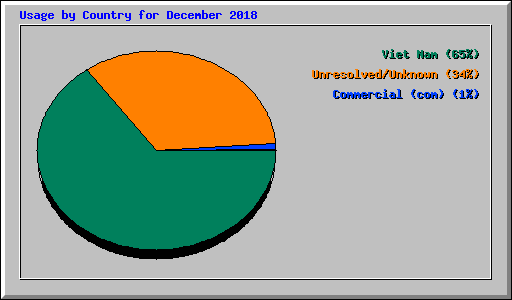 Usage by Country for December 2018
Viet Nam (65%)
Unresolved/Unknown (34%)
Commercial (com) (1%)